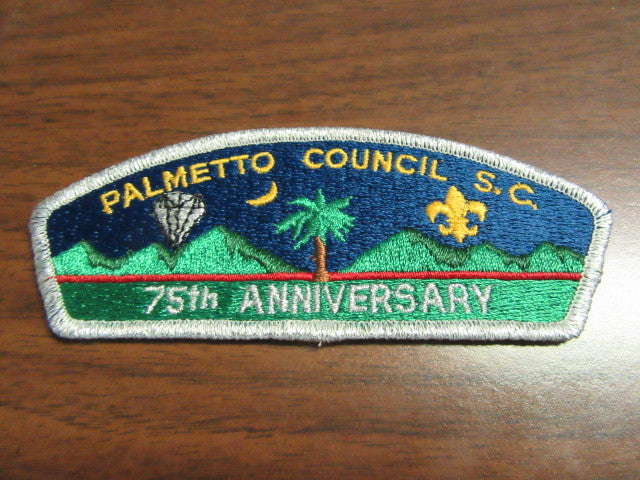 PALMETTO COUNCIL S.C.
75th ANNIVERSARY